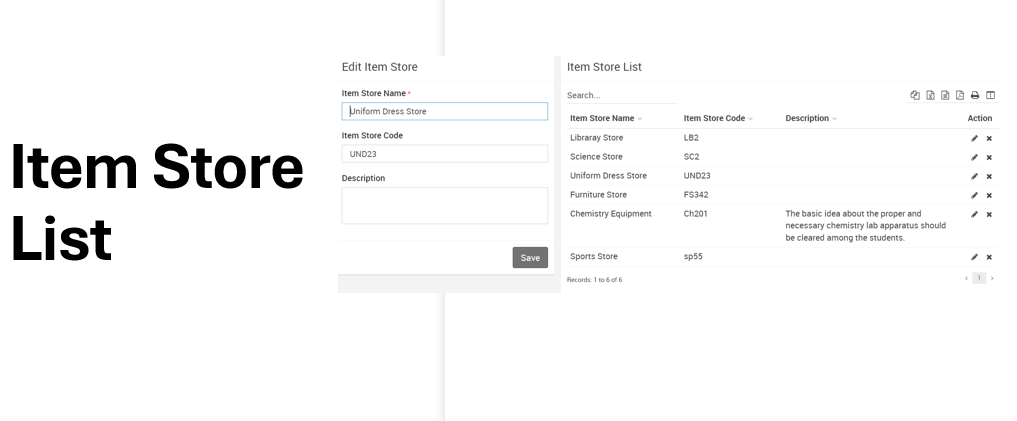 Item Store
List
Edit Item Store
Item Store Name *
Uniform Dress Store
Item Store Code
UND23
Description
Save
Item Store List
Search...
Item Store Name Item Store Code Description Action
Libraray Store LB2
Science Store SC2
Uniform Dress Store UND23
Furniture Store FS342
Chemistry Equipment Ch201 The basic idea about the proper and
necessary chemistry lab apparatus should
be cleared among the students.
Sports Store sp55
Records: 1 to 6 of 6 < 1 >